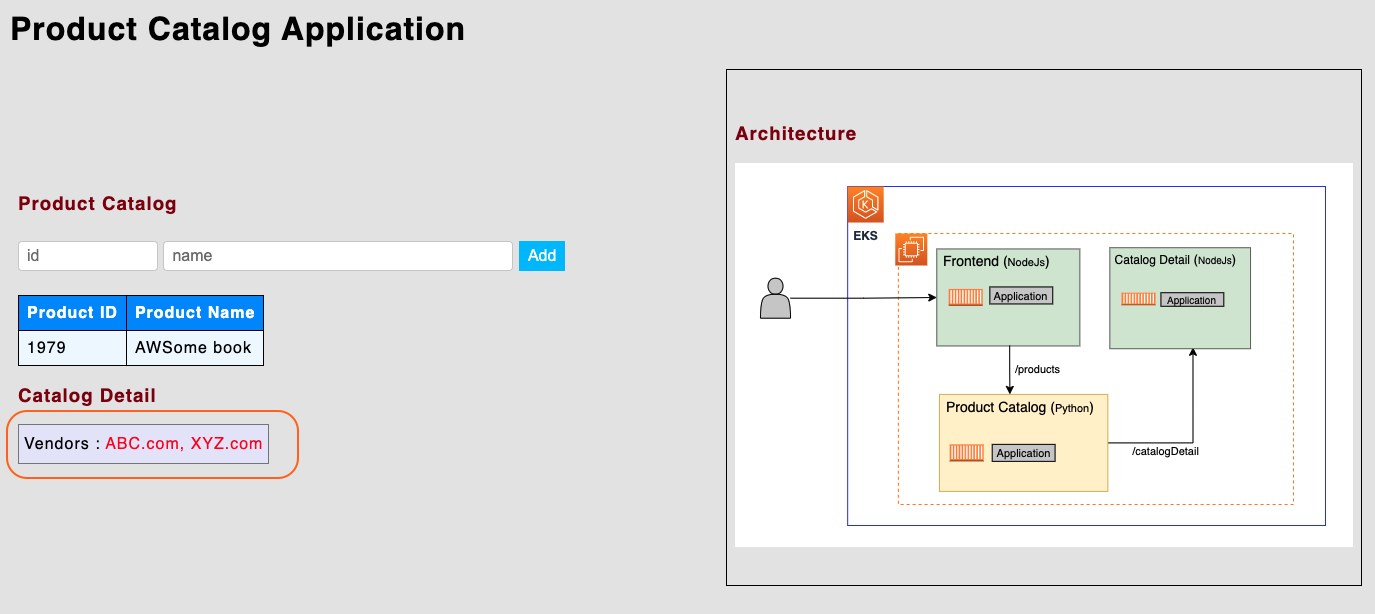 Product Catalog Application
Product Catalog
id
name
Add
Product ID
Product Name
1979
AWSome book
Catalog Detail
Vendors : ABC.com, XYZ.com
Architecture
K
EKS
Frontend (NodeJs)
Application
Catalog Detail (NodeJs)
Application
/products
Product Catalog (Python)
Application
/catalogDetail